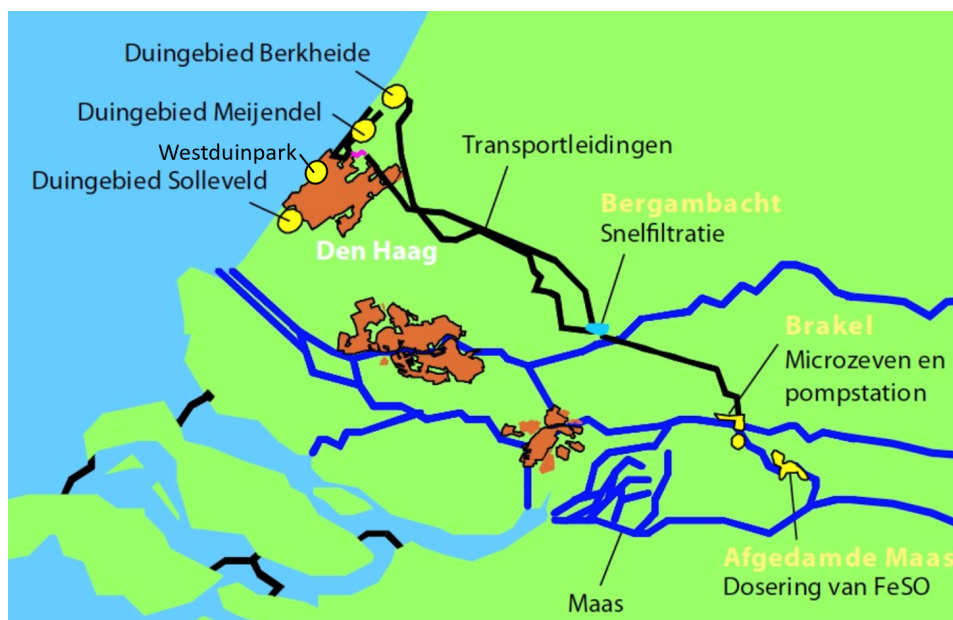 Duingebied Berkheide
Duingebied Meijendel
Westduinpark
Duingebied Solleveld
Transportleidingen
Bergambacht
Snelfiltratie
Den Haag
Brakel
Microzeven en
pompstation
Afgedamde Maas
Dosering van FeSO
Maas